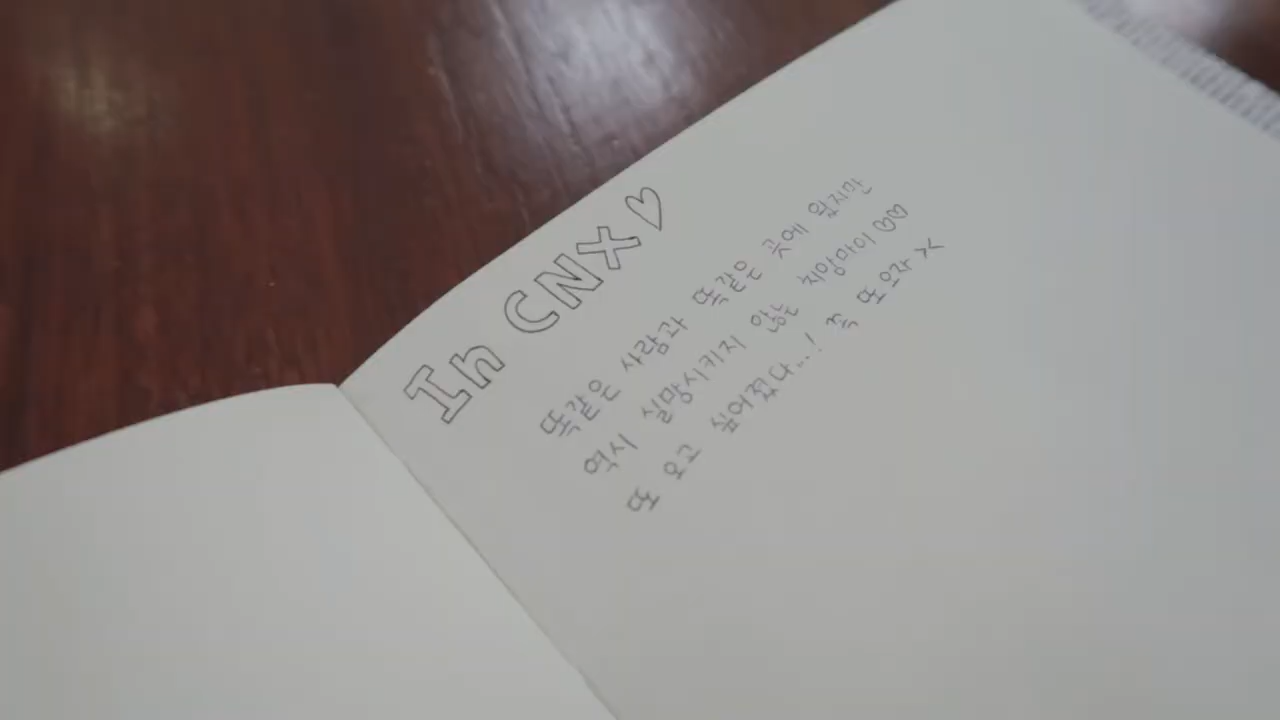 In CNX♡
똑같은 사람과 똑같은 곳에 왔지만
역시 실망시키지 않는 치앙마이 ♡♡
또 오고 싶어졌다...! 또 오자